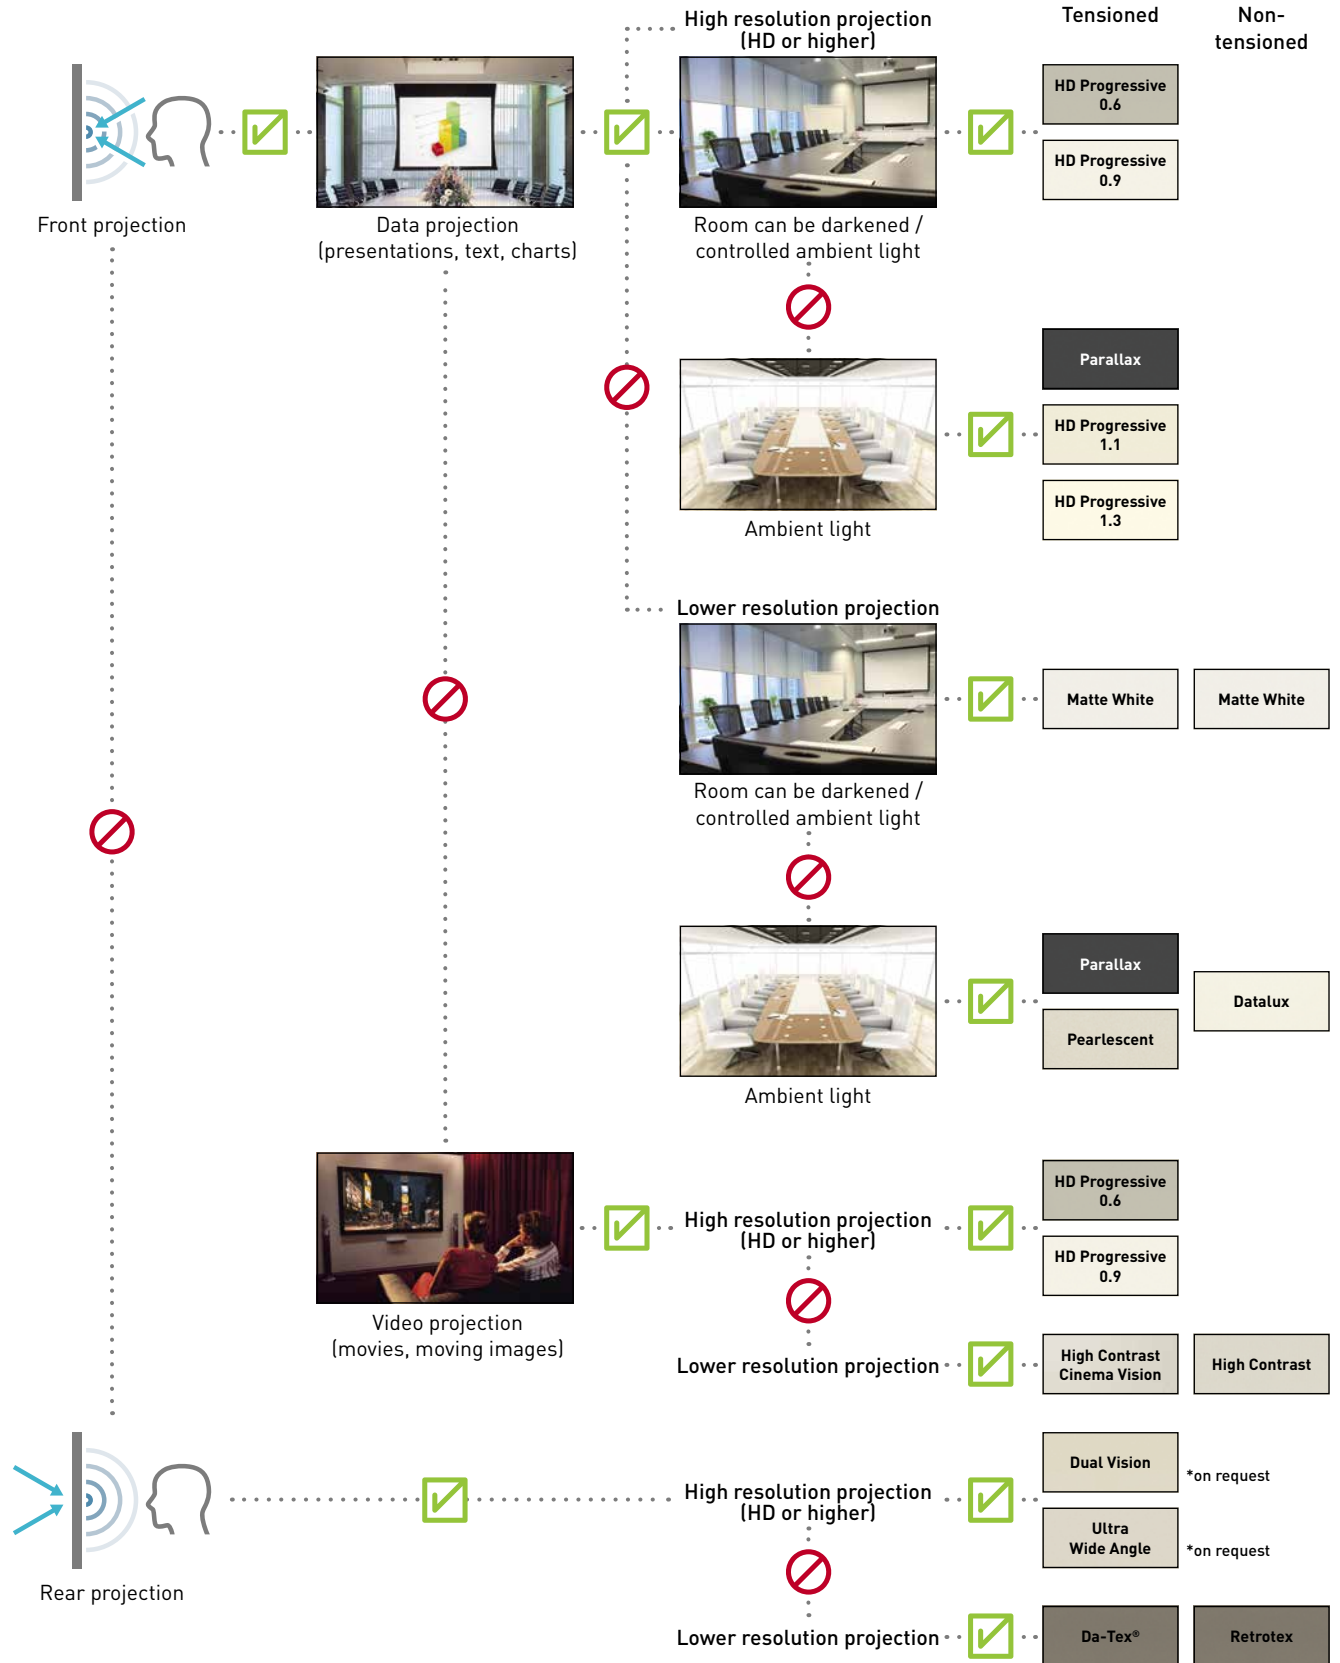 Tensioned
Non-
tensioned
High resolution projection
(HD or higher)
HD Progressive
0.6
HD Progressive
0.9
Front projection
Data projection
(presentations, text, charts)
Room can be darkened /
controlled ambient light
Parallax
HD Progressive
1.1
HD Progressive
1.3
Ambient light
Lower resolution projection
Matte White
Matte White
Room can be darkened /
controlled ambient light
Parallax
Pearlescent
Datalux
Ambient light
High resolution projection
(HD or higher)
HD Progressive
0.6
HD Progressive
0.9
Video projection
(movies, moving images)
Lower resolution projection
High Contrast
Cinema Vision
High Contrast
Rear projection
High resolution projection
(HD or higher)
Dual Vision
*on request
Ultra
Wide Angle
*on request
Lower resolution projection
Da-Tex®
Retrotex